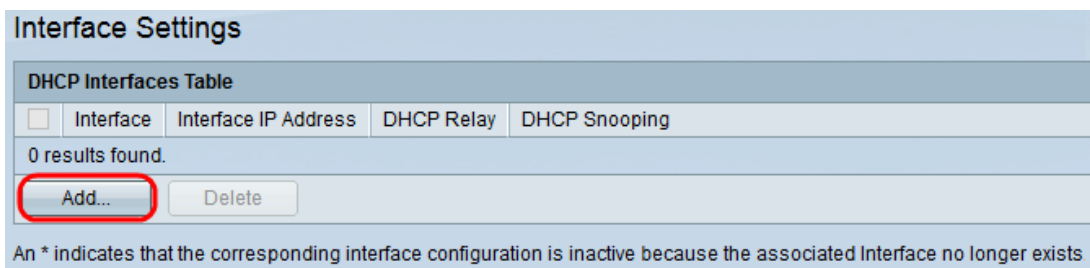 Interface Settings
DHCP Interfaces Table
Interface Interface IP Address DHCP Relay DHCP Snooping
0 results found.
Add... Delete
An * indicates that the corresponding interface configuration is inactive because the associated Interface no longer exists